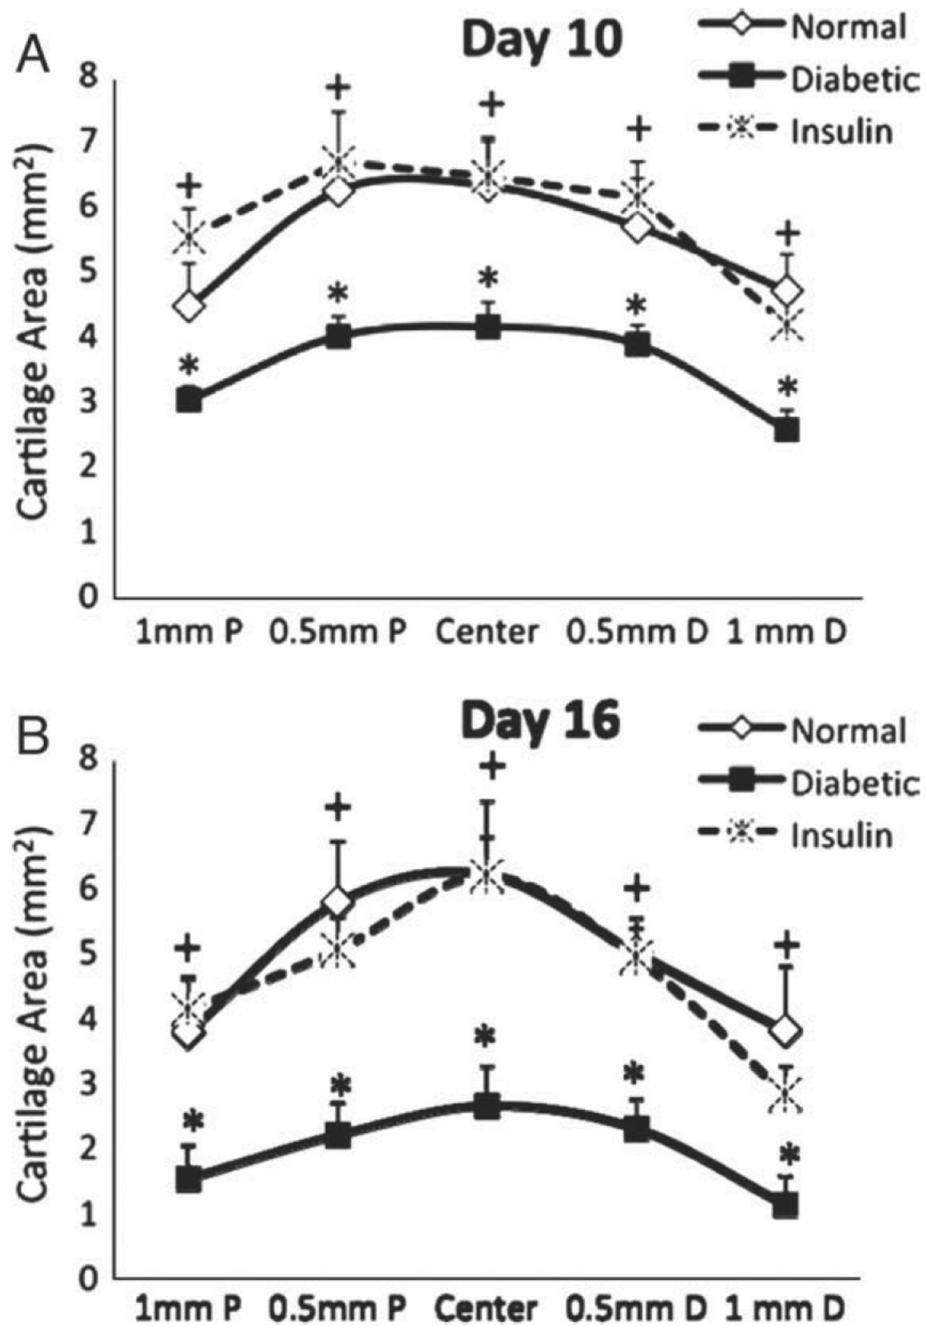 A
Day 10
Normal
Diabetic
Insulin
Cartilage Area (mm²)
8
7
6
5
4
3
2
1
0
+ + + + +
* * * * *
1mm P 0.5mm P Center 0.5mm D 1 mm D
B
Day 16
Normal
Diabetic
Insulin
Cartilage Area (mm²)
8
7
6
5
4
3
2
1
0
+ + + + +
* * * * *
1mm P 0.5mm P Center 0.5mm D 1 mm D